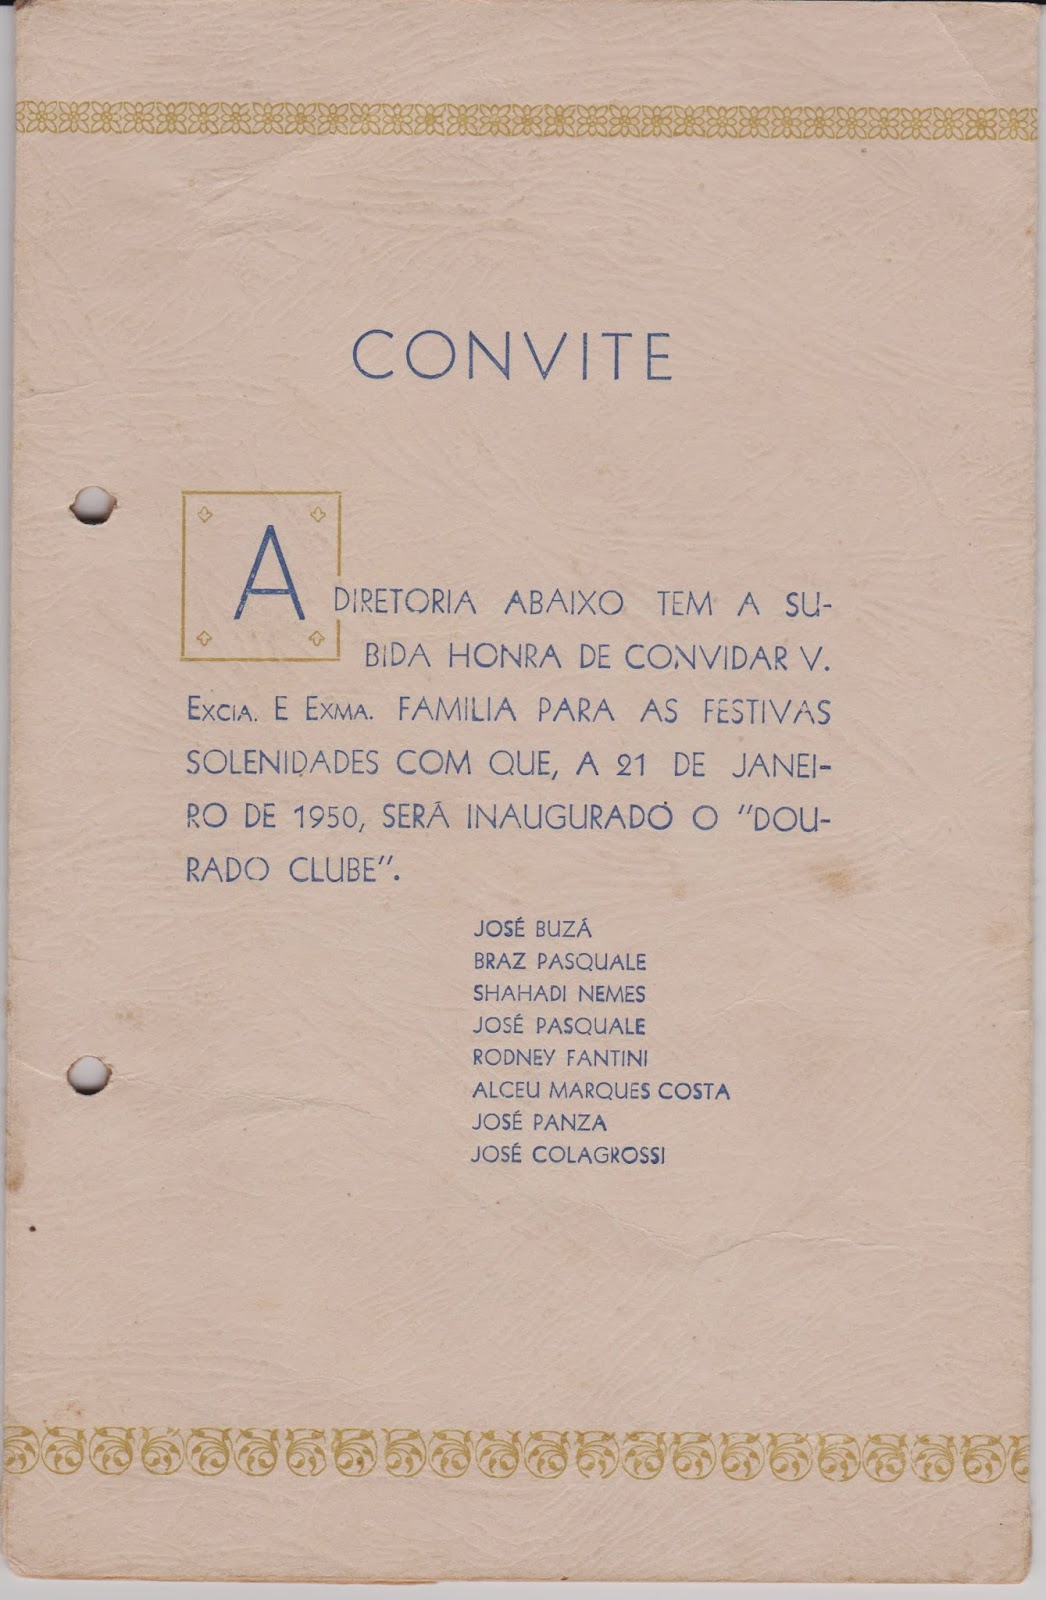 CONVITE
A DIRETORIA ABAIXO TEM A SU-
BIDA HONRA DE CONVIDAR V.
EXCIA. E EXMA. FAMILIA PARA AS FESTIVAS
SOLENIDADES COM QUE, A 21 DE JANEI-
RO DE 1950, SERÁ INAUGURADO O "DOU-
RADO CLUBE".
JOSÉ BUZÁ
BRAZ PASQUALE
SHAHADI NEMES
JOSÉ PASQUALE
RODNEY FANTINI
ALCEU MARQUES COSTA
JOSÉ PANZA
JOSÉ COLAGROSSI